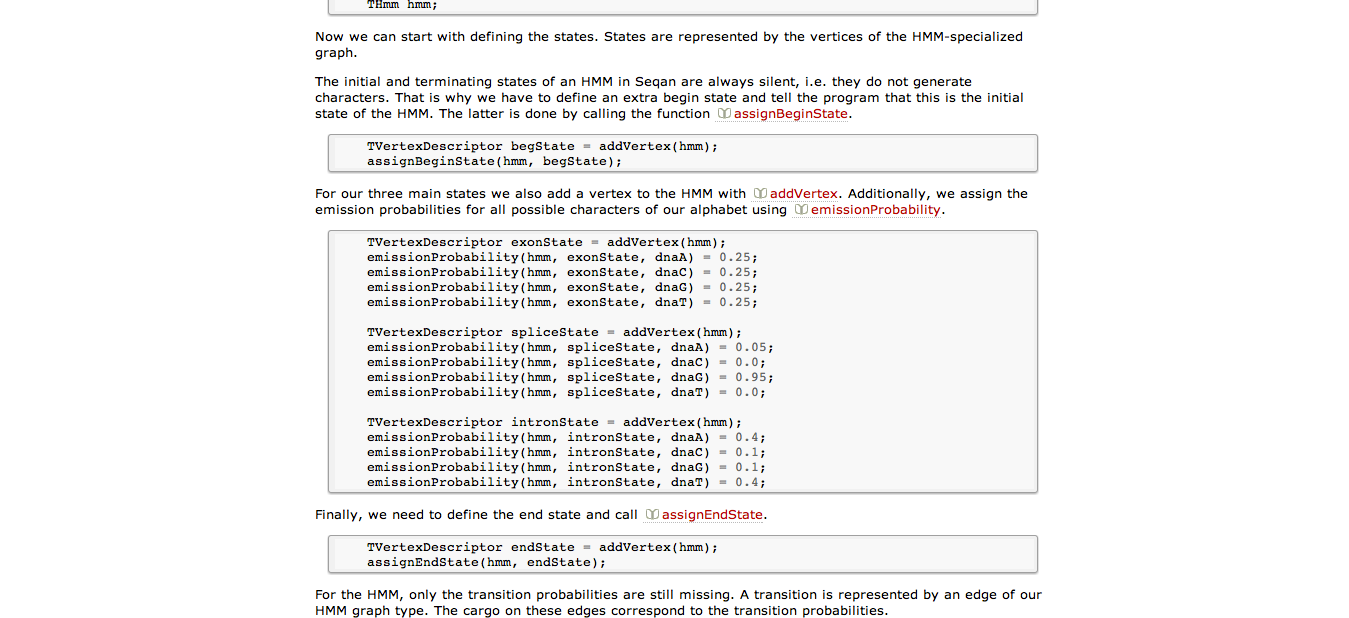 THmm hmm;
Now we can start with defining the states. States are represented by the vertices of the HMM-specialized
graph.
The initial and terminating states of an HMM in Seqan are always silent, i.e. they do not generate
characters. That is why we have to define an extra begin state and tell the program that this is the initial
state of the HMM. The latter is done by calling the function assignBeginState.
TVertexDescriptor begState = addVertex(hmm);
assignBeginState(hmm, begState);
For our three main states we also add a vertex to the HMM with addVertex. Additionally, we assign the
emission probabilities for all possible characters of our alphabet using emissionProbability.
TVertexDescriptor exonState = addVertex(hmm);
emissionProbability(hmm, exonState, dnaA) = 0.25;
emissionProbability(hmm, exonState, dnaC) = 0.25;
emissionProbability(hmm, exonState, dnaG) = 0.25;
emissionProbability(hmm, exonState, dnaT) = 0.25;
TVertexDescriptor spliceState = addVertex(hmm);
emissionProbability(hmm, spliceState, dnaA) = 0.05;
emissionProbability(hmm, spliceState, dnaC) = 0.0;
emissionProbability(hmm, spliceState, dnaG) = 0.95;
emissionProbability(hmm, spliceState, dnaT) = 0.0;
TVertexDescriptor intronState = addVertex(hmm);
emissionProbability(hmm, intronState, dnaA) = 0.4;
emissionProbability(hmm, intronState, dnaC) = 0.1;
emissionProbability(hmm, intronState, dnaG) = 0.1;
emissionProbability(hmm, intronState, dnaT) = 0.4;
Finally, we need to define the end state and call assignEndState.
TVertexDescriptor endState = addVertex(hmm);
assignEndState(hmm, endState);
For the HMM, only the transition probabilities are still missing. A transition is represented by an edge of our
HMM graph type. The cargo on these edges correspond to the transition probabilities.